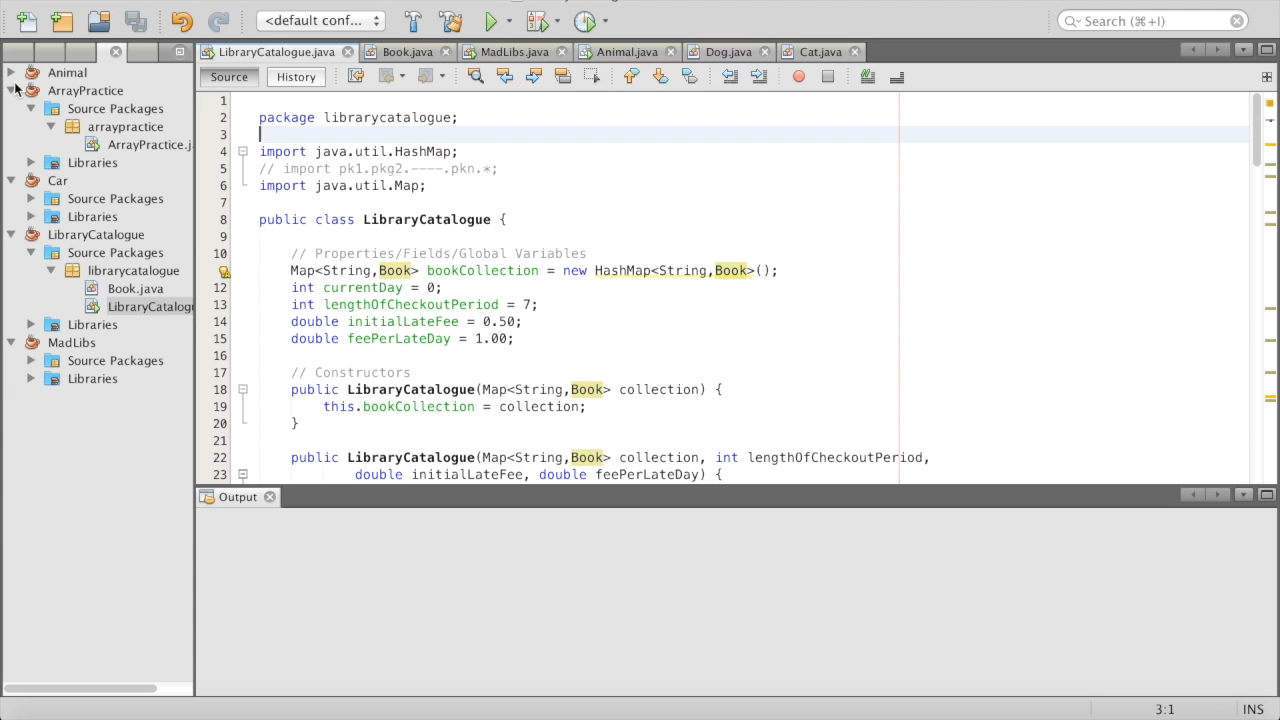 <default conf...
Search (⌘+I)
LibraryCatalogue.java
Book.java
MadLibs.java
Animal.java
Dog.java
Cat.java
Source
History
Animal
ArrayPractice
Source Packages
arraypractice
ArrayPractice.j
Libraries
Car
Source Packages
Libraries
LibraryCatalogue
Source Packages
librarycatalogue
Book.java
LibraryCatalog
Libraries
MadLibs
Source Packages
Libraries
1
2 package librarycatalogue;
3
4 import java.util.HashMap;
5 // import pk1.pkg2.----.pkn.*;
6 import java.util.Map;
7
8 public class LibraryCatalogue {
9
10 // Properties/Fields/Global Variables
Map<String,Book> bookCollection = new HashMap<String,Book>();
12 int currentDay = 0;
13 int lengthOfCheckoutPeriod = 7;
14 double initialLateFee = 0.50;
15 double feePerLateDay = 1.00;
16
17 // Constructors
18 public LibraryCatalogue(Map<String,Book> collection) {
19 this.bookCollection = collection;
20 }
21
22 public LibraryCatalogue(Map<String,Book> collection, int lengthOfCheckoutPeriod,
23 double initialLateFee, double feePerLateDay) {
Output
3:1
INS